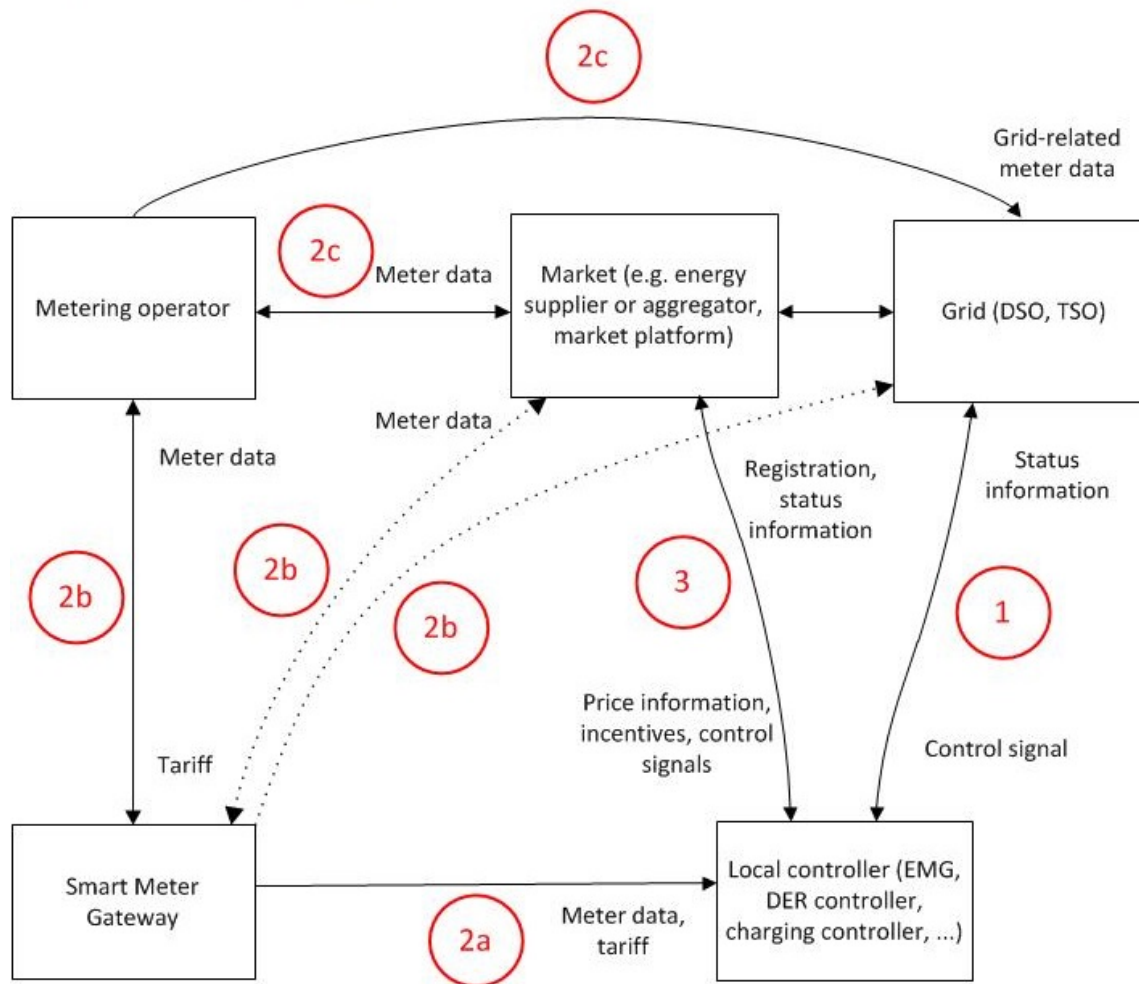 2c
Grid-related
meter data
2c
Meter data
Metering operator
Market (e.g. energy
supplier or aggregator,
market platform)
Grid (DSO, TSO)
Meter data
Meter data
Registration,
status
information
Status
information
2b
2b
2b
3
1
Price information,
incentives, control
signals
Control signal
Tariff
Smart Meter
Gateway
Meter data,
tariff
2a
Local controller (EMG,
DER controller,
charging controller, ...)